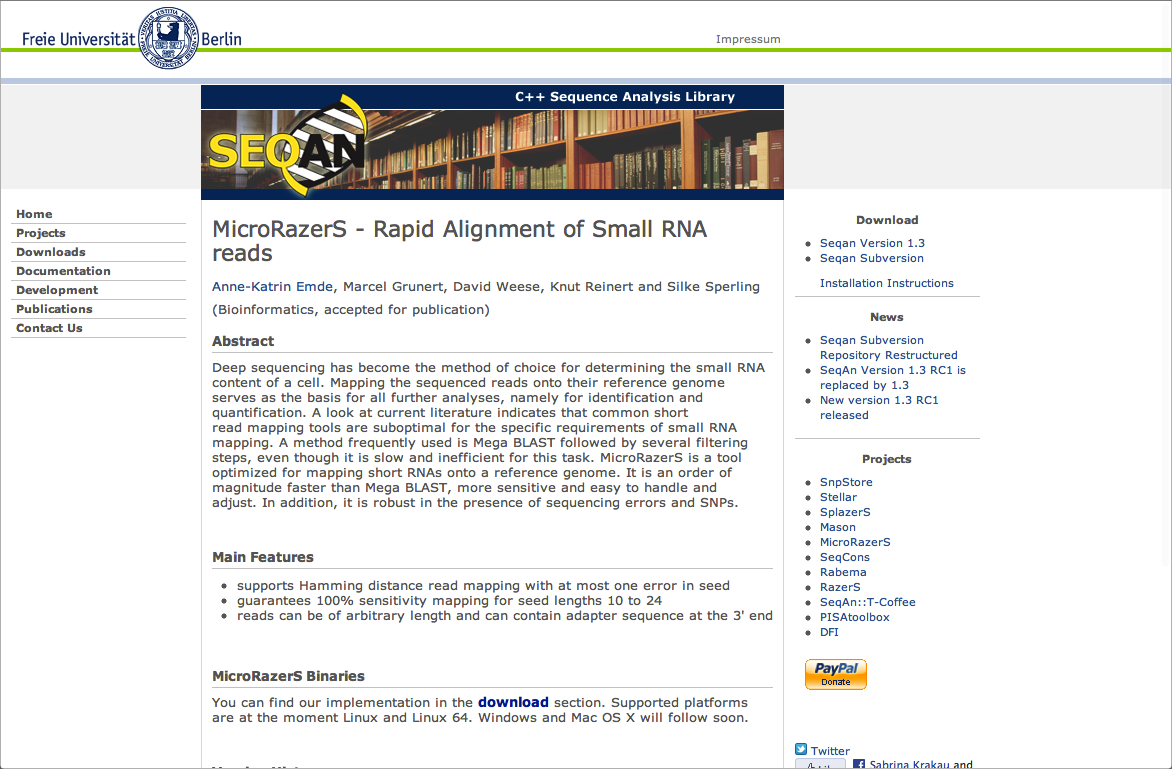 Freie Universität Berlin
Impressum
C++ Sequence Analysis Library
SEQAN
Home
Projects
Downloads
Documentation
Development
Publications
Contact Us
MicroRazerS - Rapid Alignment of Small RNA
reads
Anne-Katrin Emde, Marcel Grunert, David Weese, Knut Reinert and Silke Sperling
(Bioinformatics, accepted for publication)
Abstract
Deep sequencing has become the method of choice for determining the small RNA
content of a cell. Mapping the sequenced reads onto their reference genome
serves as the basis for all further analyses, namely for identification and
quantification. A look at current literature indicates that common short
read mapping tools are suboptimal for the specific requirements of small RNA
mapping. A method frequently used is Mega BLAST followed by several filtering
steps, even though it is slow and inefficient for this task. MicroRazerS is a tool
optimized for mapping short RNAs onto a reference genome. It is an order of
magnitude faster than Mega BLAST, more sensitive and easy to handle and
adjust. In addition, it is robust in the presence of sequencing errors and SNPs.
Main Features
supports Hamming distance read mapping with at most one error in seed
guarantees 100% sensitivity mapping for seed lengths 10 to 24
reads can be of arbitrary length and can contain adapter sequence at the 3' end
MicroRazerS Binaries
You can find our implementation in the download section. Supported platforms
are at the moment Linux and Linux 64. Windows and Mac OS X will follow soon.
Download
Seqan Version 1.3
Seqan Subversion
Installation Instructions
News
Seqan Subversion
Repository Restructured
SeqAn Version 1.3 RC1 is
replaced by 1.3
New version 1.3 RC1
released
Projects
SnpStore
Stellar
SplazerS
Mason
MicroRazerS
SeqCons
Rabema
RazerS
SeqAn::T-Coffee
PISAtoolbox
DFI
PayPal
Donate
Twitter
Sabrina Krakau and